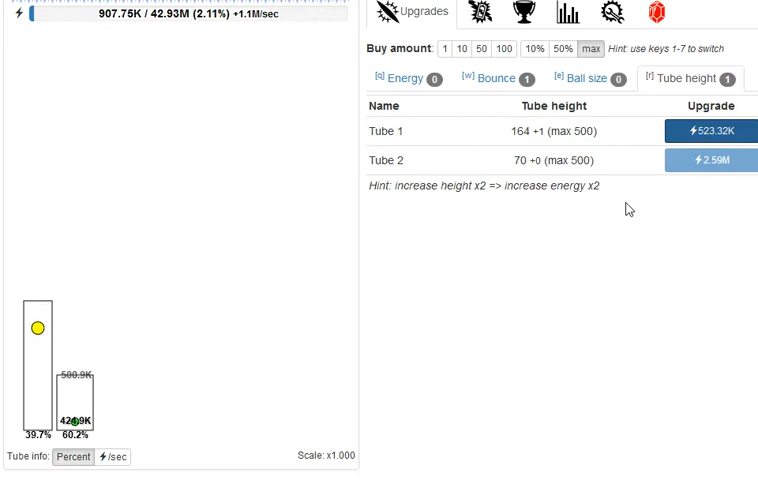 907.75K / 42.93M (2.11%) +1.1M/sec
Upgrades
Buy amount: 1 10 50 100 10% 50% max Hint: use keys 1-7 to switch
[q] Energy 0 [w] Bounce 1 [e] Ball size 0 [r] Tube height 1
Name Tube height Upgrade
Tube 1 164 +1 (max 500) 523.32K
Tube 2 70 +0 (max 500) 2.59M
Hint: increase height x2 => increase energy x2
500.9K
424.9K
39.7% 60.2%
Tube info: Percent /sec Scale: x1.000